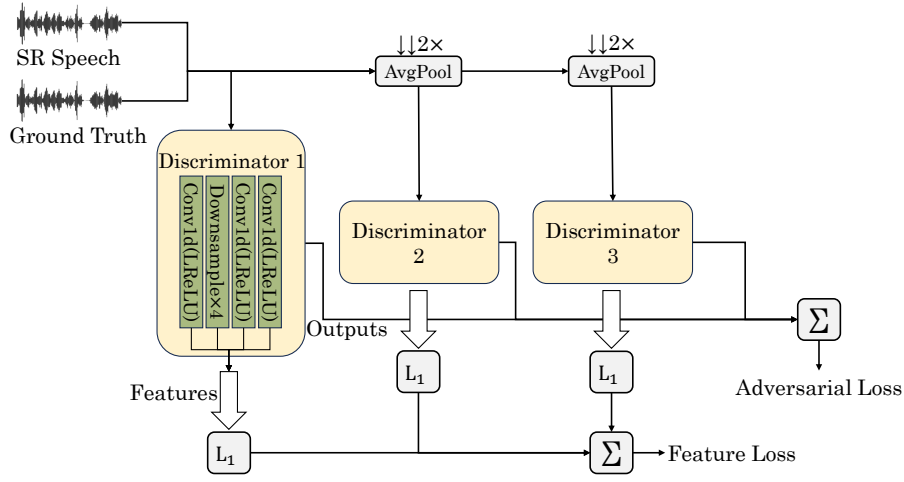 SR Speech
Ground Truth
↓↓2×
AvgPool
↓↓2×
AvgPool
Discriminator 1
Conv1d(LReLU)
Downsample×4
Conv1d(LReLU)
Conv1d(LReLU)
Discriminator
2
Discriminator
3
Outputs
Σ
Adversarial Loss
Features
L₁
L₁
L₁
Σ
Feature Loss